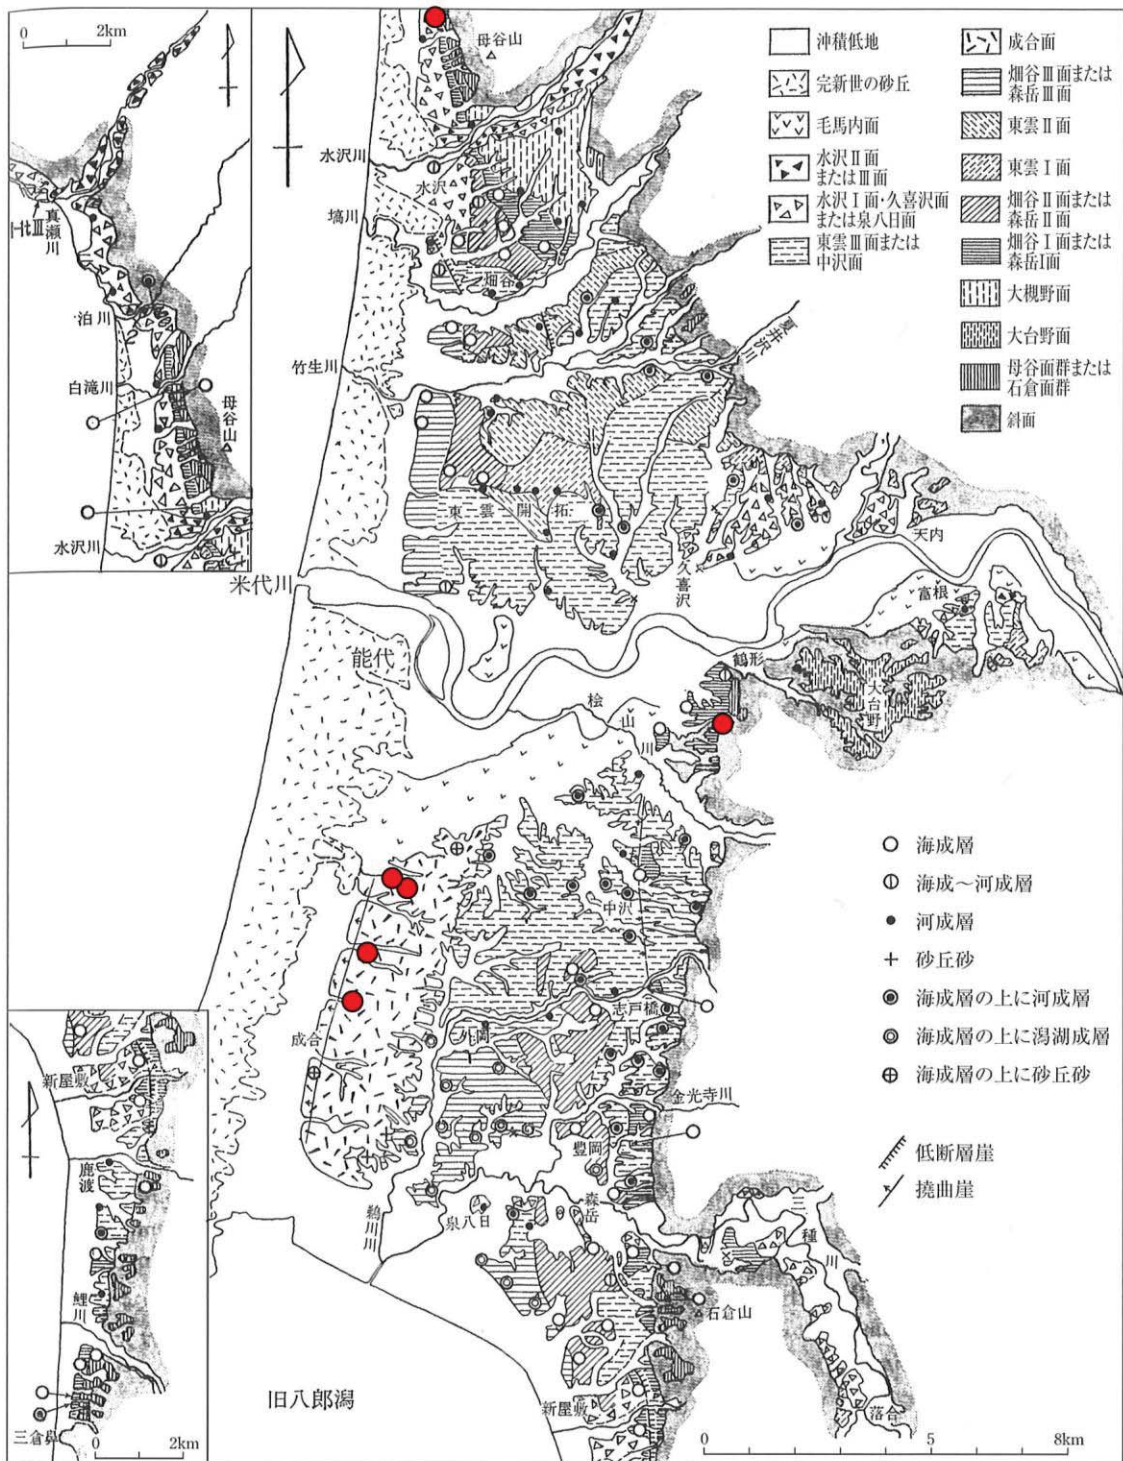 0
2km
母谷山
水沢川
水沢
塙川
畑谷
竹生川
夏井沢川
真瀬川
泊川
白滝川
母谷山
水沢川
東雲開拓
久喜沢
天内
米代川
富根
能代
鶴形
大台野
桧山川
中沢
志戸橋
成合
外岡
金光寺川
豊岡
鵜川川
泉八日
森岳
三種川
石倉山
新屋敷
落合
旧八郎潟
0
5
8km
新屋敷
鹿渡
鯉川
三倉鼻
0
2km
沖積低地
完新世の砂丘
毛馬内面
水沢Ⅱ面
またはⅢ面
水沢Ⅰ面・久喜沢面
または泉八日面
東雲Ⅲ面または
中沢面
成合面
畑谷Ⅲ面または
森岳Ⅲ面
東雲Ⅱ面
東雲Ⅰ面
畑谷Ⅱ面または
森岳Ⅱ面
畑谷Ⅰ面または
森岳Ⅰ面
大槻野面
大台野面
母谷面群または
石倉面群
斜面
海成層
海成～河成層
河成層
砂丘砂
海成層の上に河成層
海成層の上に潟湖成層
海成層の上に砂丘砂
低断層崖
撓曲崖